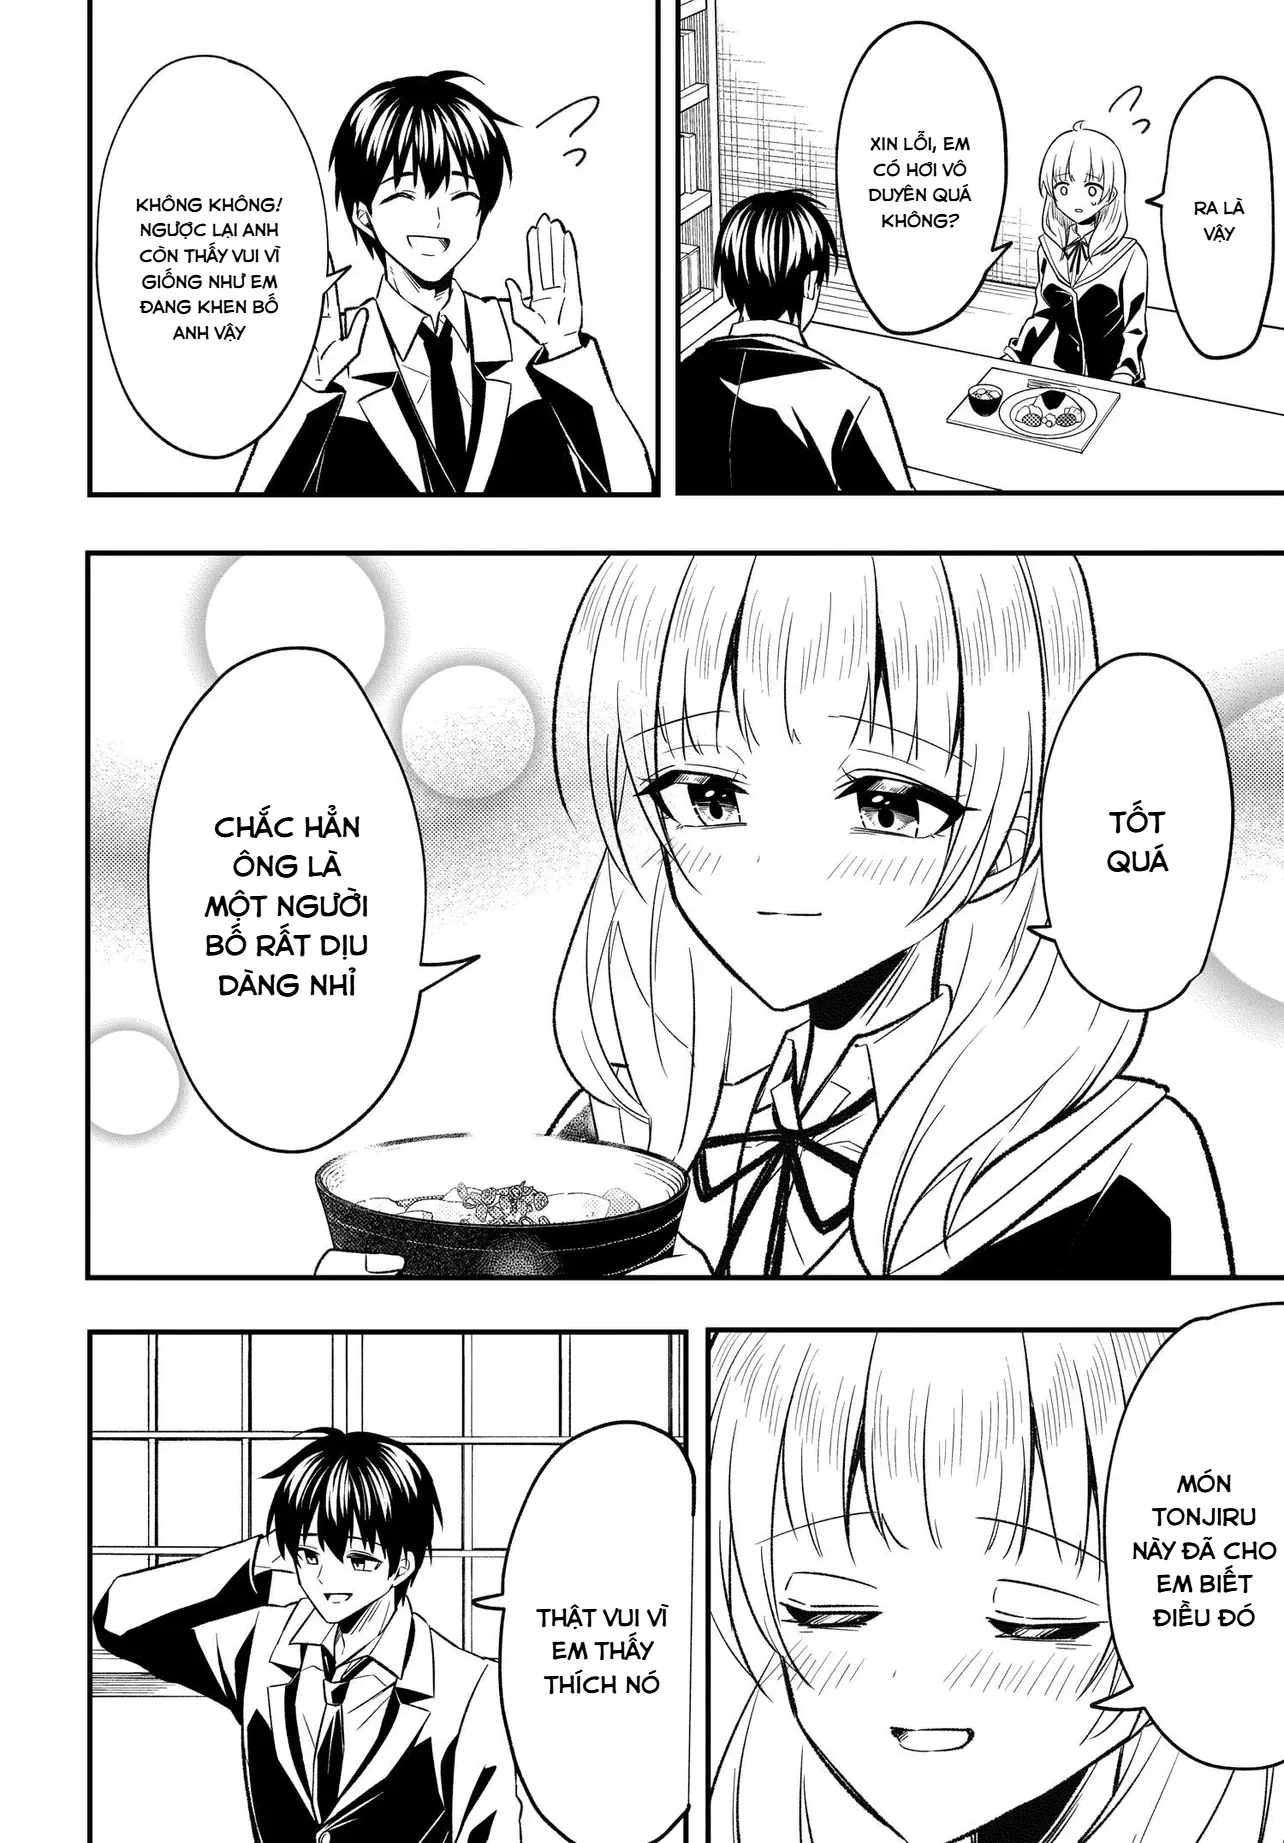 RA LÀ
VẬY
XIN LỖI, EM
CÓ HƠI VÔ
DUYÊN QUÁ
KHÔNG?
KHÔNG KHÔNG!
NGƯỢC LẠI ANH
CÒN THẤY VUI VÌ
GIỐNG NHƯ EM
ĐANG KHEN BỐ
ANH VẬY
TỐT
QUÁ
CHẮC HẲN
ÔNG LÀ
MỘT NGƯỜI
BỐ RẤT DỊU
DÀNG NHỈ
MÓN
TONJIRU
NÀY ĐÃ CHO
EM BIẾT
ĐIỀU ĐÓ
THẬT VUI VÌ
EM THẤY
THÍCH NÓ